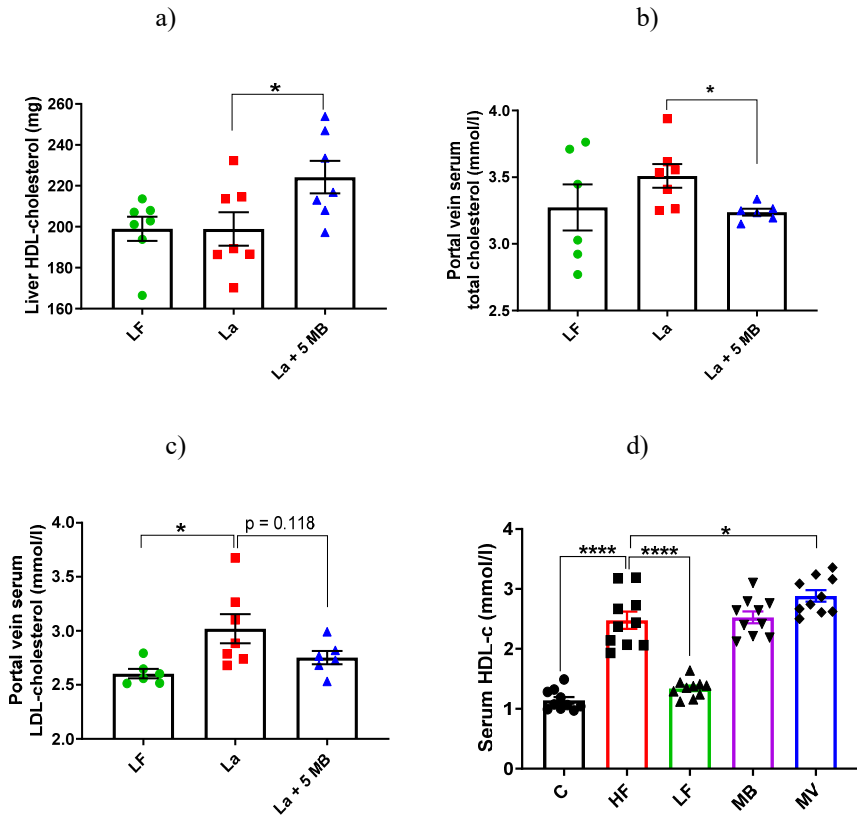 a)
b)
*
260
240
220
200
180
160
Liver HDL-cholesterol (mg)
LF
La
La + 5 MB
*
4.0
3.5
3.0
2.5
Portal vein serum
total cholesterol (mmol/l)
LF
La
La + 5 MB
c)
d)
*
p = 0.118
4.0
3.5
3.0
2.5
2.0
Portal vein serum
LDL-cholesterol (mmol/l)
LF
La
La + 5 MB
*
****
****
4
3
2
1
0
Serum HDL-c (mmol/l)
C
HF
LF
MB
MV